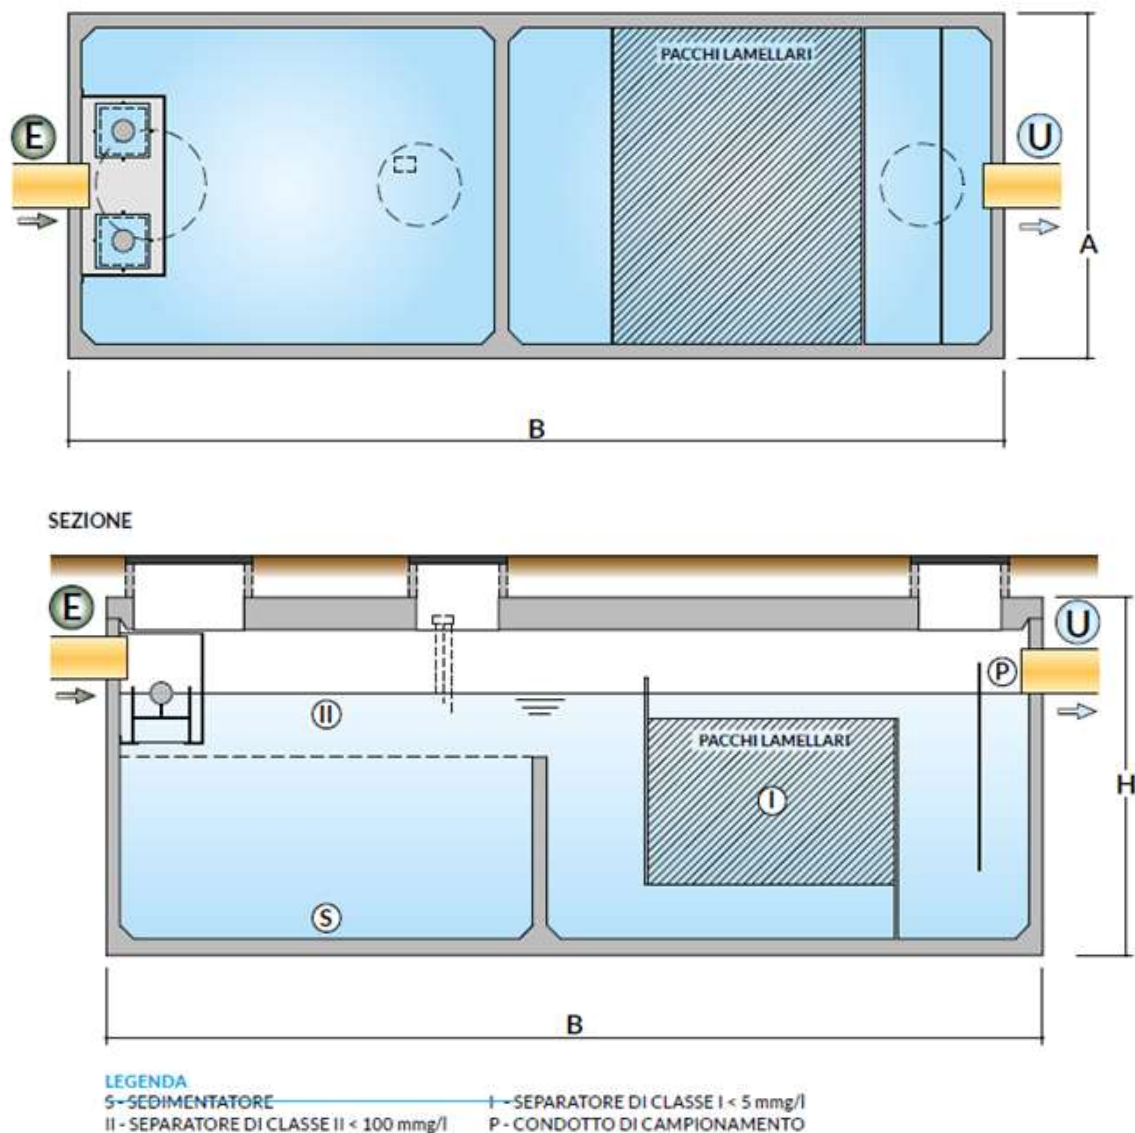 PACCHI LAMELLARI
E
U
A
B
SEZIONE
E
U
P
II
PACCHI LAMELLARI
I
H
S
B
LEGENDA
S - SEDIMENTATORE
I - SEPARATORE DI CLASSE I < 5 mmg/l
II - SEPARATORE DI CLASSE II < 100 mmg/l
P - CONDOTTO DI CAMPIONAMENTO